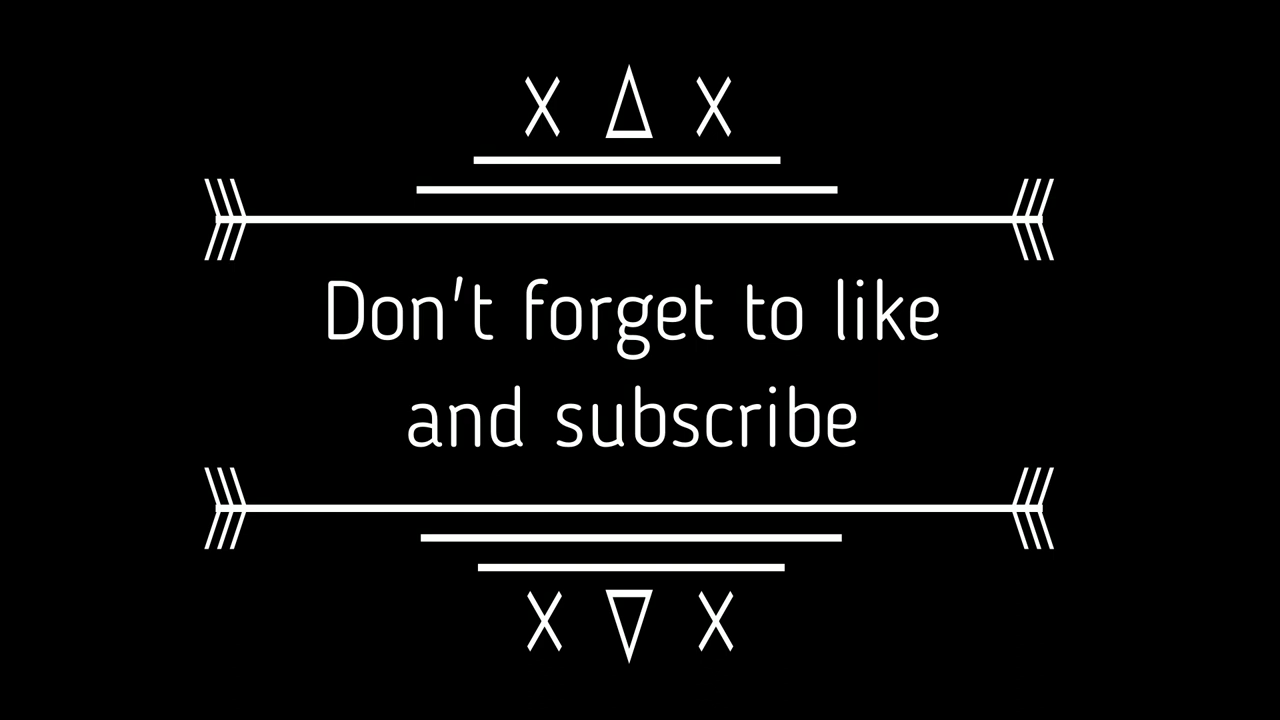 X Δ X
Don't forget to like
and subscribe
X ∇ X